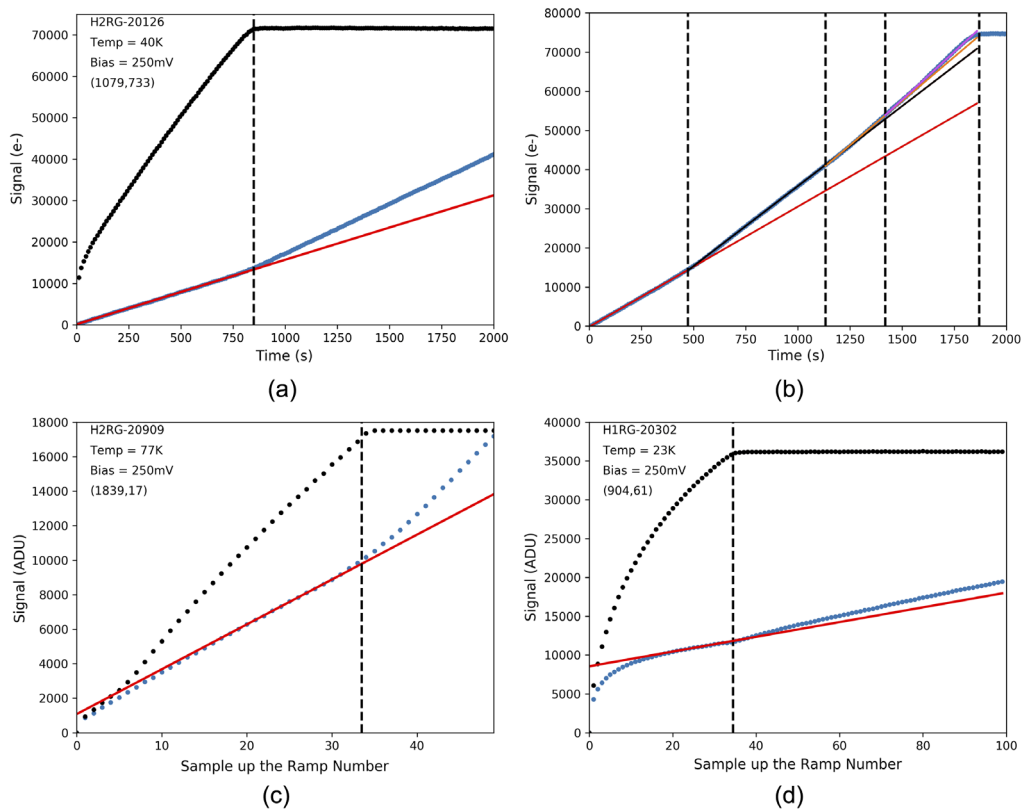 H2RG-20126
Temp = 40K
Bias = 250mV
(1079,733)
Signal (e-)
70000
60000
50000
40000
30000
20000
10000
0
0 250 500 750 1000 1250 1500 1750 2000
Time (s)
(a)
Signal (e-)
80000
70000
60000
50000
40000
30000
20000
10000
0
0 250 500 750 1000 1250 1500 1750 2000
Time (s)
(b)
H2RG-20909
Temp = 77K
Bias = 250mV
(1839,17)
Signal (ADU)
18000
16000
14000
12000
10000
8000
6000
4000
2000
0
0 10 20 30 40
Sample up the Ramp Number
(c)
H1RG-20302
Temp = 23K
Bias = 250mV
(904,61)
Signal (ADU)
40000
35000
30000
25000
20000
15000
10000
5000
0
0 20 40 60 80 100
Sample up the Ramp Number
(d)